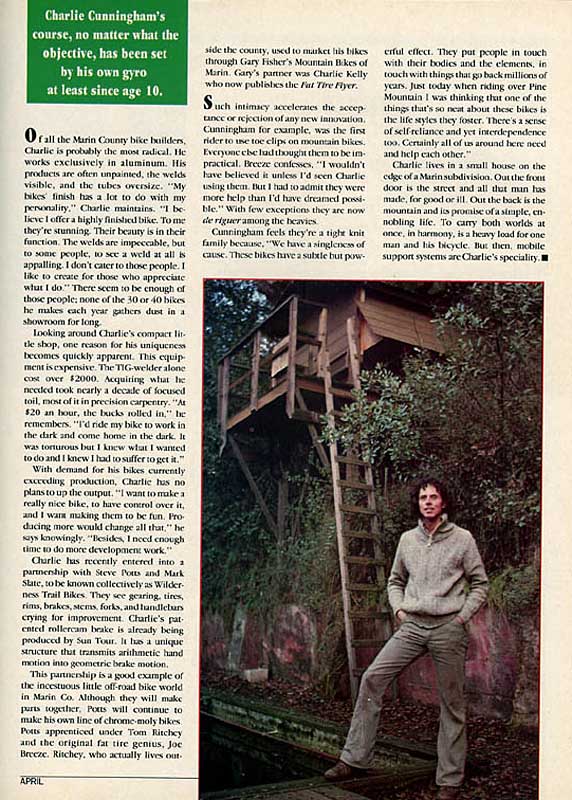 Charlie Cunningham's
course, no matter what the
objective, has been set
by his own gyro
at least since age 10.
Of all the Marin County bike builders,
Charlie is probably the most radical. He
works exclusively in aluminum. His
products are often unpainted, the welds
visible, and the tubes oversize. "My
bikes' finish has a lot to do with my
personality," Charlie maintains. "I be-
lieve I offer a highly finished bike. To me
they're stunning. Their beauty is in their
function. The welds are impeccable, but
to some people, to see a weld at all is
appalling. I don't cater to those people. I
like to create for those who appreciate
what I do." There seem to be enough of
those people; none of the 30 or 40 bikes
he makes each year gathers dust in a
showroom for long.
Looking around Charlie's compact lit-
tle shop, one reason for his uniqueness
becomes quickly apparent. This equip-
ment is expensive. The TIG-welder alone
cost over $2000. Acquiring what he
needed took nearly a decade of focused
toil, most of it in precision carpentry. "At
$20 an hour, the bucks rolled in," he
remembers. "I'd ride my bike to work in
the dark and come home in the dark. It
was torturous but I knew what I wanted
to do and I knew I had to suffer to get it."
With demand for his bikes currently
exceeding production, Charlie has no
plans to up the output. "I want to make a
really nice bike, to have control over it,
and I want making them to be fun. Pro-
ducing more would change all that," he
says knowingly. "Besides, I need enough
time to do more development work."
Charlie has recently entered into a
partnership with Steve Potts and Mark
Slate, to be known collectively as Wilder-
ness Trail Bikes. They see gearing, tires,
rims, brakes, stems, forks, and handlebars
crying for improvement. Charlie's pat-
ented rollercam brake is already being
produced by Sun Tour. It has a unique
structure that transmits arithmetic hand
motion into geometric brake motion.
This partnership is a good example of
the incestuous little off-road bike world
in Marin Co. Although they will make
parts together, Potts will continue to
make his own line of chrome-moly bikes.
Potts apprenticed under Tom Ritchey
and the original fat tire genius, Joe
Breeze. Ritchey, who actually lives out-
side the county, used to market his bikes
through Gary Fisher's Mountain Bikes of
Marin. Gary's partner was Charlie Kelly
who now publishes the Fat Tire Flyer.
Such intimacy accelerates the accep-
tance or rejection of any new innovation.
Cunningham for example, was the first
rider to use toe clips on mountain bikes.
Everyone else had thought them to be im-
practical. Breeze confesses, "I wouldn't
have believed it unless I'd seen Charlie
using them. But I had to admit they were
more help than I'd have dreamed possi-
ble." With few exceptions they are now
de riguer among the heavies.
Cunningham feels they're a tight knit
family because, "We have a singleness of
cause. These bikes have a subtle but pow-
erful effect. They put people in touch
with their bodies and the elements, in
touch with things that go back millions of
years. Just today when riding over Pine
Mountain I was thinking that one of the
things that's so neat about these bikes is
the life styles they foster. There's a sense
of self-reliance and yet interdependence
too. Certainly all of us around here need
and help each other."
Charlie lives in a small house on the
edge of a Marin subdivision. Out the front
door is the street and all that man has
made, for good or ill. Out the back is the
mountain and its promise of a simple, en-
nobling life. To carry both worlds at
once, in harmony, is a heavy load for one
man and his bicycle. But then, mobile
support systems are Charlie's speciality. ■
APRIL